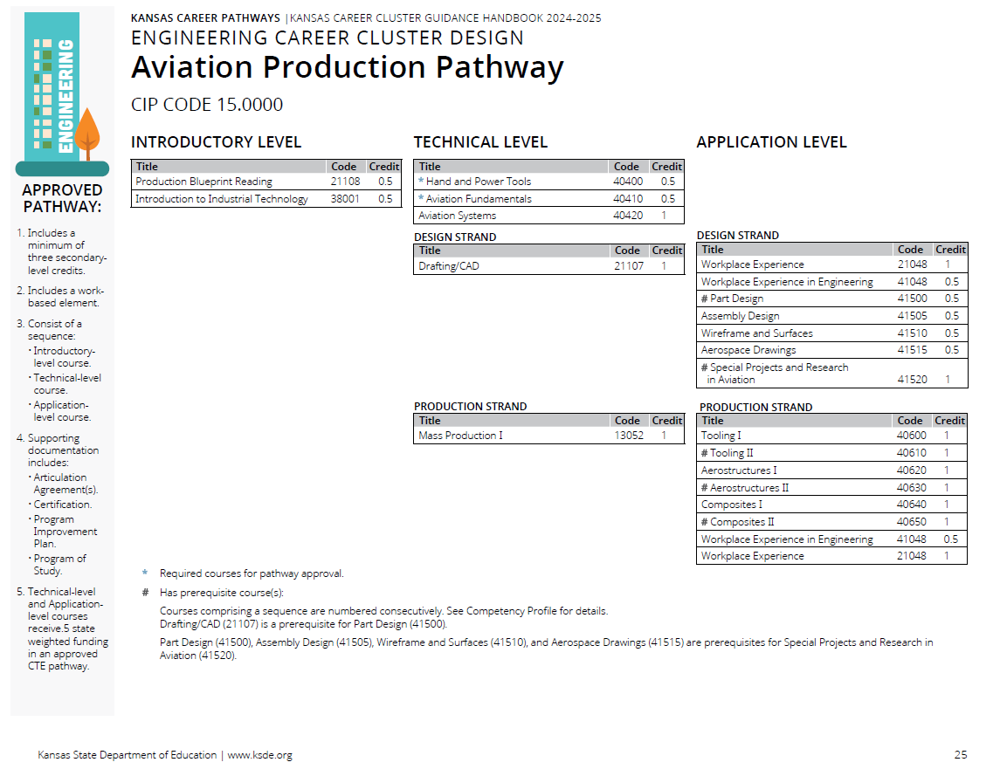 KANSAS CAREER PATHWAYS | KANSAS CAREER CLUSTER GUIDANCE HANDBOOK 2024-2025
ENGINEERING CAREER CLUSTER DESIGN
Aviation Production Pathway
CIP CODE 15.0000
ENGINEERING
APPROVED
PATHWAY:
1. Includes a
minimum of
three secondary-
level credits.
2. Includes a work-
based element.
3. Consist of a
sequence:
• Introductory-
level course.
• Technical-level
course.
• Application-
level course.
4. Supporting
documentation
includes:
• Articulation
Agreement(s).
• Certification.
• Program
Improvement
Plan.
• Program of
Study.
5. Technical-level
and Application-
level courses
receive.5 state
weighted funding
in an approved
CTE pathway.
INTRODUCTORY LEVEL
Title Code Credit
Production Blueprint Reading 21108 0.5
Introduction to Industrial Technology 38001 0.5
TECHNICAL LEVEL
Title Code Credit
* Hand and Power Tools 40400 0.5
* Aviation Fundamentals 40410 0.5
Aviation Systems 40420 1
DESIGN STRAND
Title Code Credit
Drafting/CAD 21107 1
PRODUCTION STRAND
Title Code Credit
Mass Production I 13052 1
APPLICATION LEVEL
DESIGN STRAND
Title Code Credit
Workplace Experience 21048 1
Workplace Experience in Engineering 41048 0.5
# Part Design 41500 0.5
Assembly Design 41505 0.5
Wireframe and Surfaces 41510 0.5
Aerospace Drawings 41515 0.5
# Special Projects and Research
in Aviation 41520 1
PRODUCTION STRAND
Title Code Credit
Tooling I 40600 1
# Tooling II 40610 1
Aerostructures I 40620 1
# Aerostructures II 40630 1
Composites I 40640 1
# Composites II 40650 1
Workplace Experience in Engineering 41048 0.5
Workplace Experience 21048 1
* Required courses for pathway approval.
# Has prerequisite course(s):
Courses comprising a sequence are numbered consecutively. See Competency Profile for details.
Drafting/CAD (21107) is a prerequisite for Part Design (41500).
Part Design (41500), Assembly Design (41505), Wireframe and Surfaces (41510), and Aerospace Drawings (41515) are prerequisites for Special Projects and Research in
Aviation (41520).
Kansas State Department of Education | www.ksde.org
25